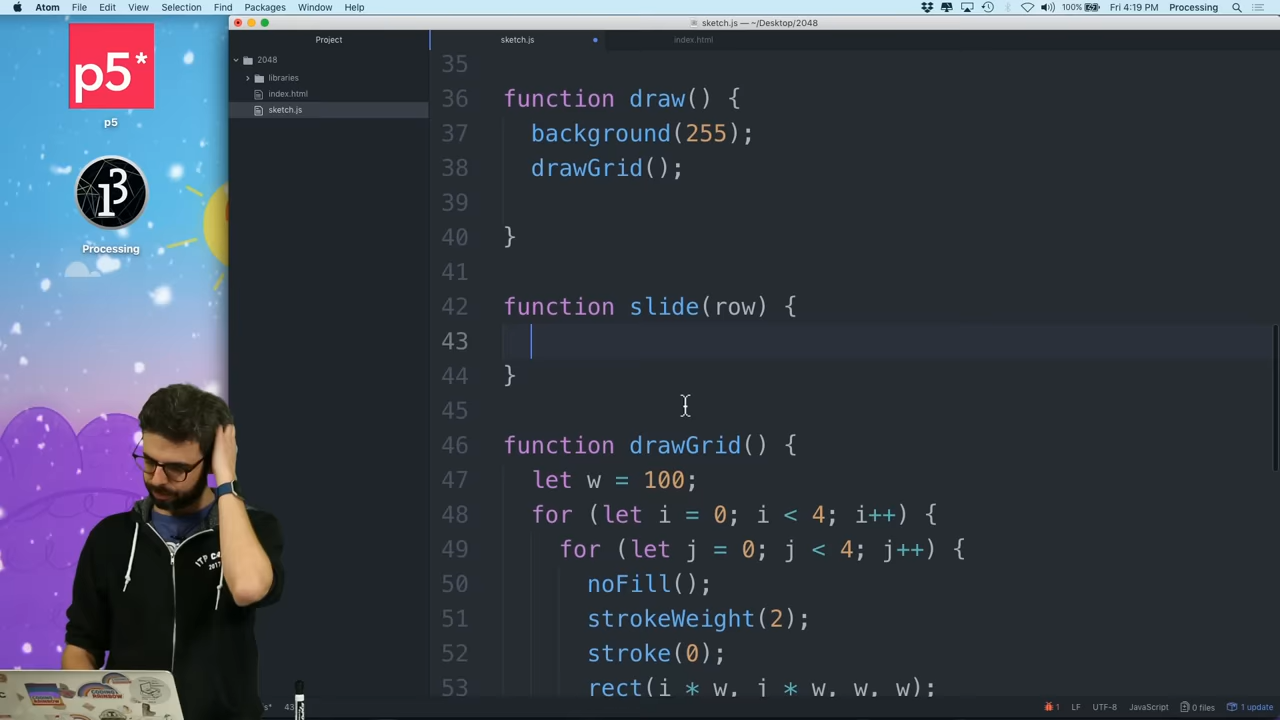 Atom File Edit View Selection Find Packages Window Help
100% Fri 4:19 PM Processing
sketch.js — ~/Desktop/2048
Project
sketch.js
index.html
2048
libraries
index.html
sketch.js
p5*
p5
Processing
35
36 function draw() {
37 background(255);
38 drawGrid();
39
40 }
41
42 function slide(row) {
43
44 }
45
46 function drawGrid() {
47 let w = 100;
48 for (let i = 0; i < 4; i++) {
49 for (let j = 0; j < 4; j++) {
50 noFill();
51 strokeWeight(2);
52 stroke(0);
53 rect(i * w, j * w, w, w);
1 LF UTF-8 JavaScript 0 files 1 update